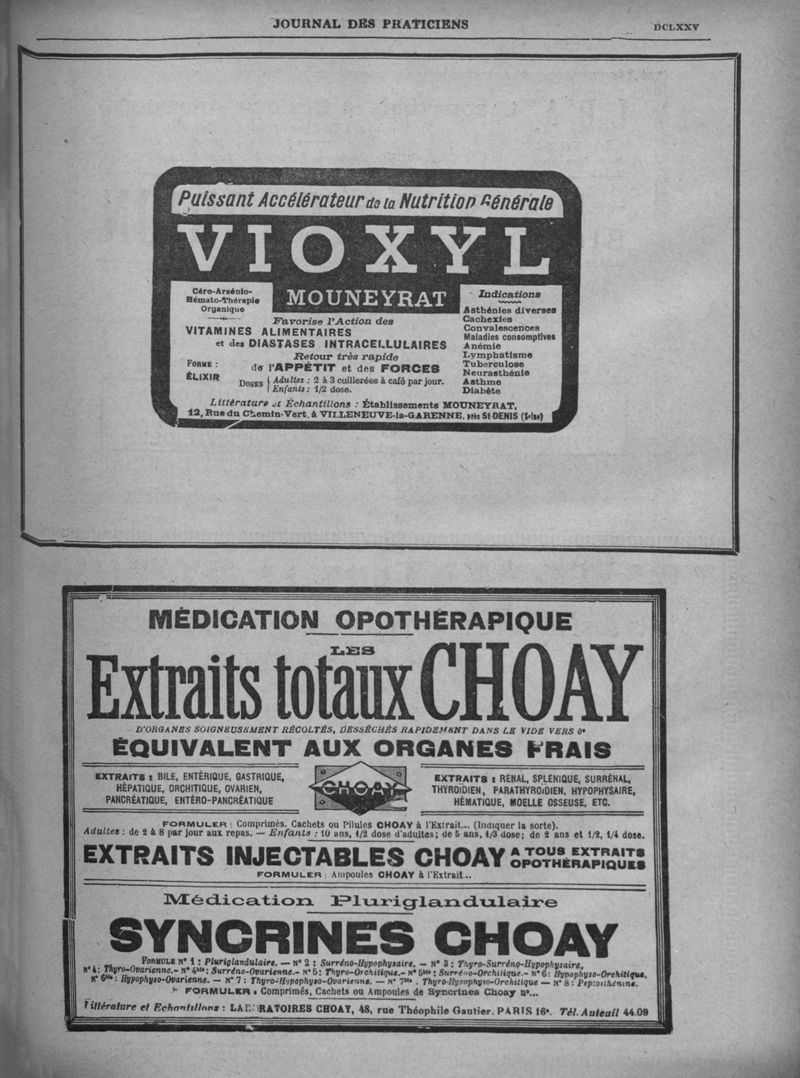 JOURNAL DES PRATICIENS
DCLXXV
Puissant Accélérateur de la Nutrition Générale
VIOXYL
MOUNEYRAT
Céro-Arsénio-
Hémato-Thérapie
Organique
Favorise l'Action des
VITAMINES ALIMENTAIRES
et des DIASTASES INTRACELLULAIRES
Retour très rapide
de l'APPÉTIT et des FORCES
FORME :
ÉLIXIR
DOSES
Adultes : 2 à 3 cuillerées à café par jour.
Enfants : 1/2 dose.
Indications
Asthénies diverses
Cachexies
Convalescences
Maladies consomptives
Anémie
Lymphatisme
Tuberculose
Neurasthénie
Asthme
Diabète
Littérature et Échantillons : Établissements MOUNEYRAT,
12, Rue du Chemin-Vert, à VILLENEUVE-la-GARENNE, près St-DENIS (Seine)
MÉDICATION OPOTHÉRAPIQUE
LES
Extraits totaux CHOAY
D'ORGANES SOIGNEUSEMENT RÉCOLTÉS, DESSÉCHÉS RAPIDEMENT DANS LE VIDE VERS 0°
ÉQUIVALENT AUX ORGANES FRAIS
EXTRAITS : BILE, ENTÉRIQUE, GASTRIQUE,
HÉPATIQUE, ORCHITIQUE, OVARIEN,
PANCRÉATIQUE, ENTÉRO-PANCRÉATIQUE
CHOAY
EXTRAITS : RENAL, SPLENIQUE, SURRÉNAL,
THYROIDIEN, PARATHYROIDIEN, HYPOPHYSAIRE,
HÉMATIQUE, MOELLE OSSEUSE, ETC.
FORMULER : Comprimés, Cachets ou Pilules CHOAY à l'Extrait... (Indiquer la sorte).
Adultes : de 2 à 8 par jour aux repas. — Enfants : 10 ans, 1/2 dose d'adultes; de 5 ans, 1/3 dose; de 2 ans et 1/2, 1/4 dose.
EXTRAITS INJECTABLES CHOAY A TOUS EXTRAITS
OPOTHÉRAPIQUES
FORMULER : Ampoules CHOAY à l'Extrait...
Médication Pluriglandulaire
SYNCRINES CHOAY
FORMULE N° 1 : Pluriglandulaire. — N° 2 : Surréno-Hypophysaire. — N° 3 : Thyro-Surréno-Hypophysaire,
N° 4 : Thyro-Ovarienne. - N° 4bis : Surréno-Ovarienne. - N° 5 : Thyro-Orchitique. - N° 5bis : Surréno-Orchitique. - N° 6 : Hypophyso-Orchitique,
N° 6bis : Hypophyso-Ovarienne. — N° 7 : Thyro-Hypophyso-Ovarienne. — N° 7bis : Thyro-Hypophyso-Orchitique — N° 8 : Peptosthénine.
FORMULER : Comprimés, Cachets ou Ampoules de Syncrines Choay n°...
Littérature et Echantillons : LABORATOIRES CHOAY, 48, rue Théophile Gautier, PARIS 16°. Tél. Auteuil 44.09